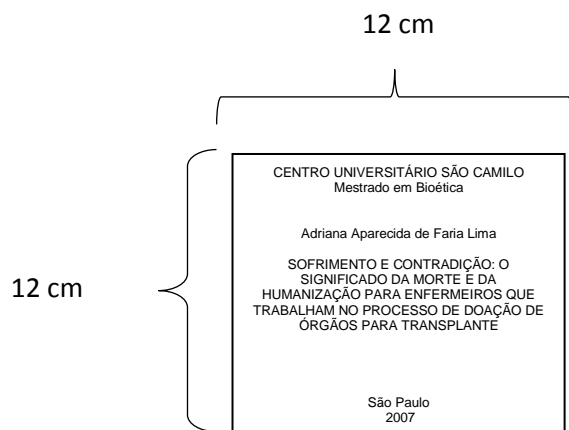 12 cm
CENTRO UNIVERSITÁRIO SÃO CAMILO
Mestrado em Bioética
Adriana Aparecida de Faria Lima
SOFRIMENTO E CONTRADIÇÃO: O
SIGNIFICADO DA MORTE E DA
HUMANIZAÇÃO PARA ENFERMEIROS QUE
TRABALHAM NO PROCESSO DE DOAÇÃO DE
ÓRGÃOS PARA TRANSPLANTE
12 cm
São Paulo
2007